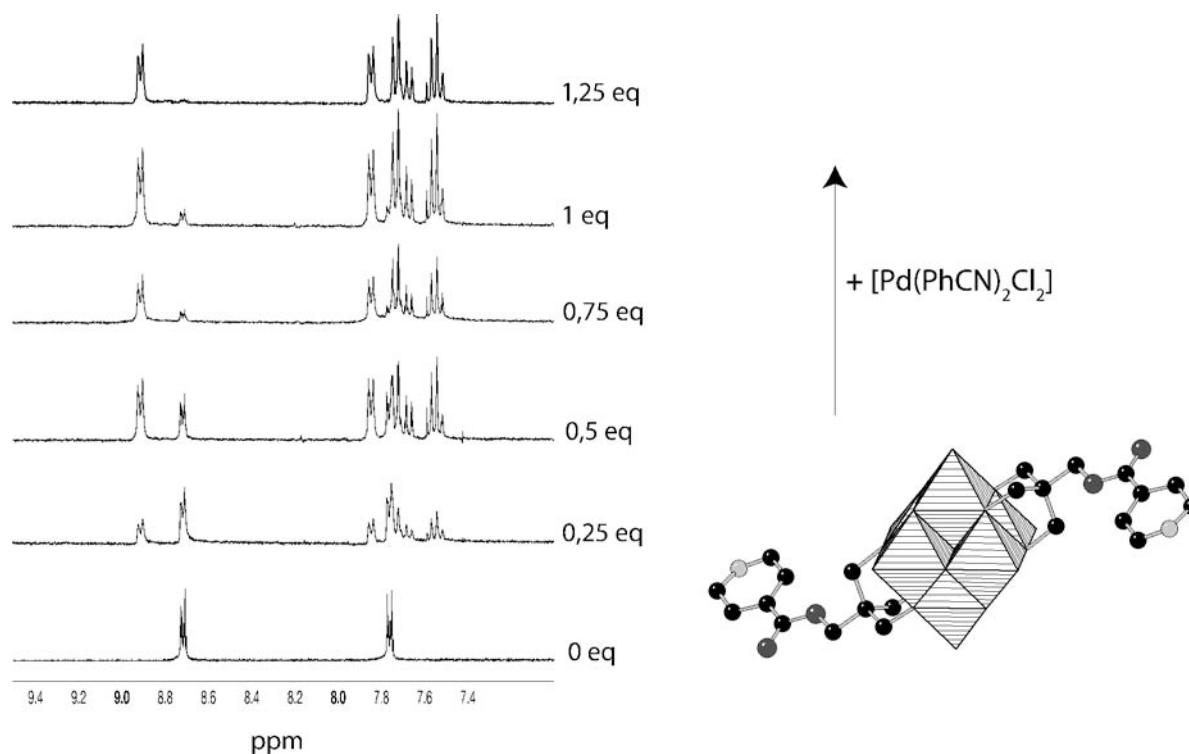 1,25 eq
1 eq
0,75 eq
0,5 eq
0,25 eq
0 eq
9.4 9.2 9.0 8.8 8.6 8.4 8.2 8.0 7.8 7.6 7.4
ppm
+ [Pd(PhCN)₂Cl₂]